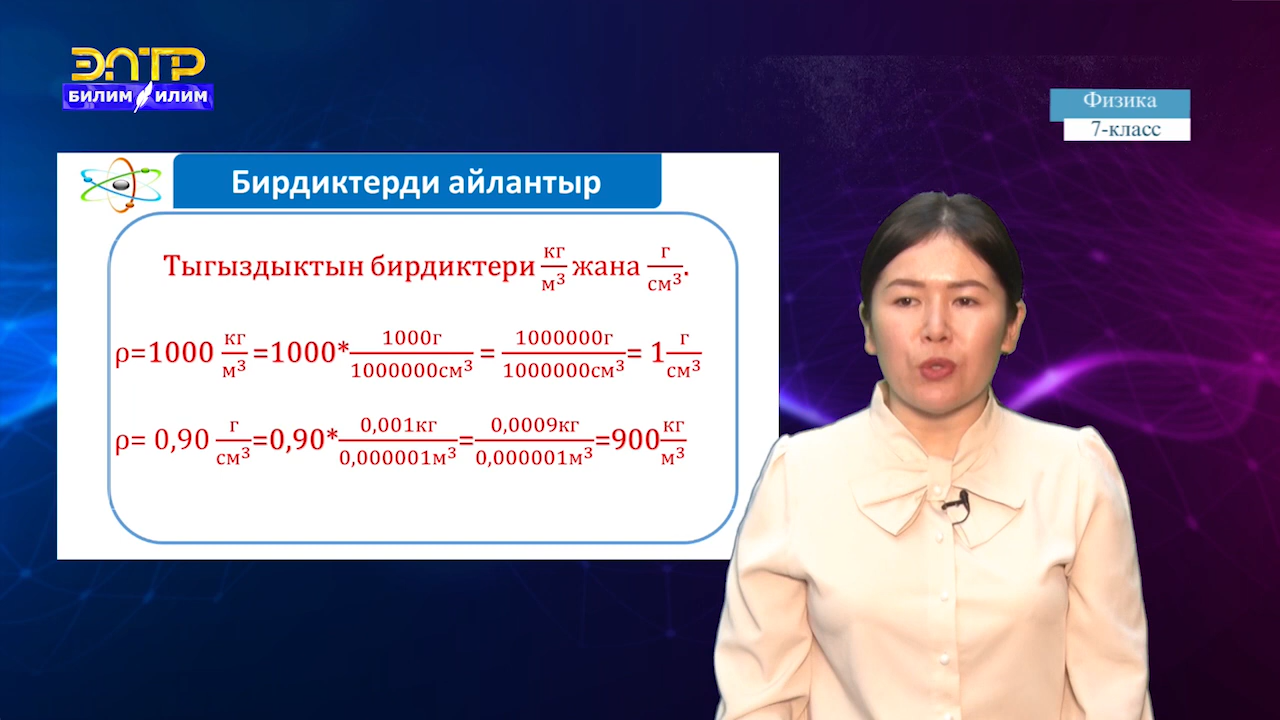 ЭЛТР
БИЛИМ ИЛИМ
Физика
7-класс
Бирдиктерди айлантыр
Тыгыздыктын бирдиктери кг/м³ жана г/см³.
ρ=1000 кг/м³ =1000*1000г/1000000см³ = 1000000г/1000000см³= 1 г/см³
ρ= 0,90 г/см³=0,90*0,001кг/0,000001м³=0,0009кг/0,000001м³=900 кг/м³